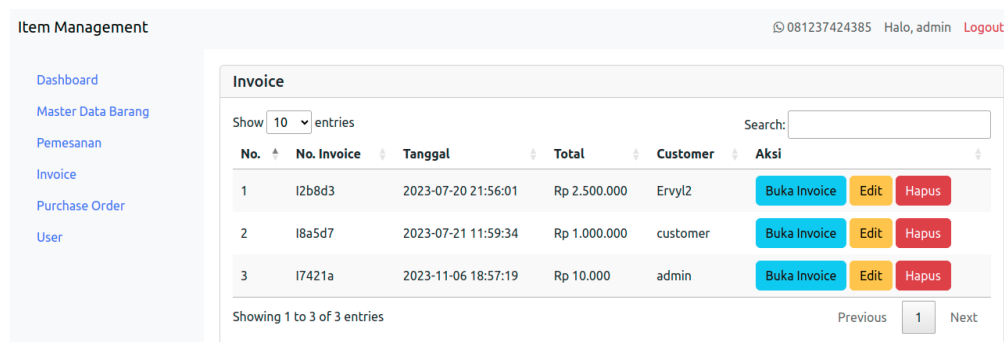 Item Management
081237424385 Halo, admin Logout
Dashboard
Master Data Barang
Pemesanan
Invoice
Purchase Order
User
Invoice
Show 10 entries
Search:
No. No. Invoice Tanggal Total Customer Aksi
1 I2b8d3 2023-07-20 21:56:01 Rp 2.500.000 Ervyl2 Buka Invoice Edit Hapus
2 I8a5d7 2023-07-21 11:59:34 Rp 1.000.000 customer Buka Invoice Edit Hapus
3 I7421a 2023-11-06 18:57:19 Rp 10.000 admin Buka Invoice Edit Hapus
Showing 1 to 3 of 3 entries
Previous 1 Next